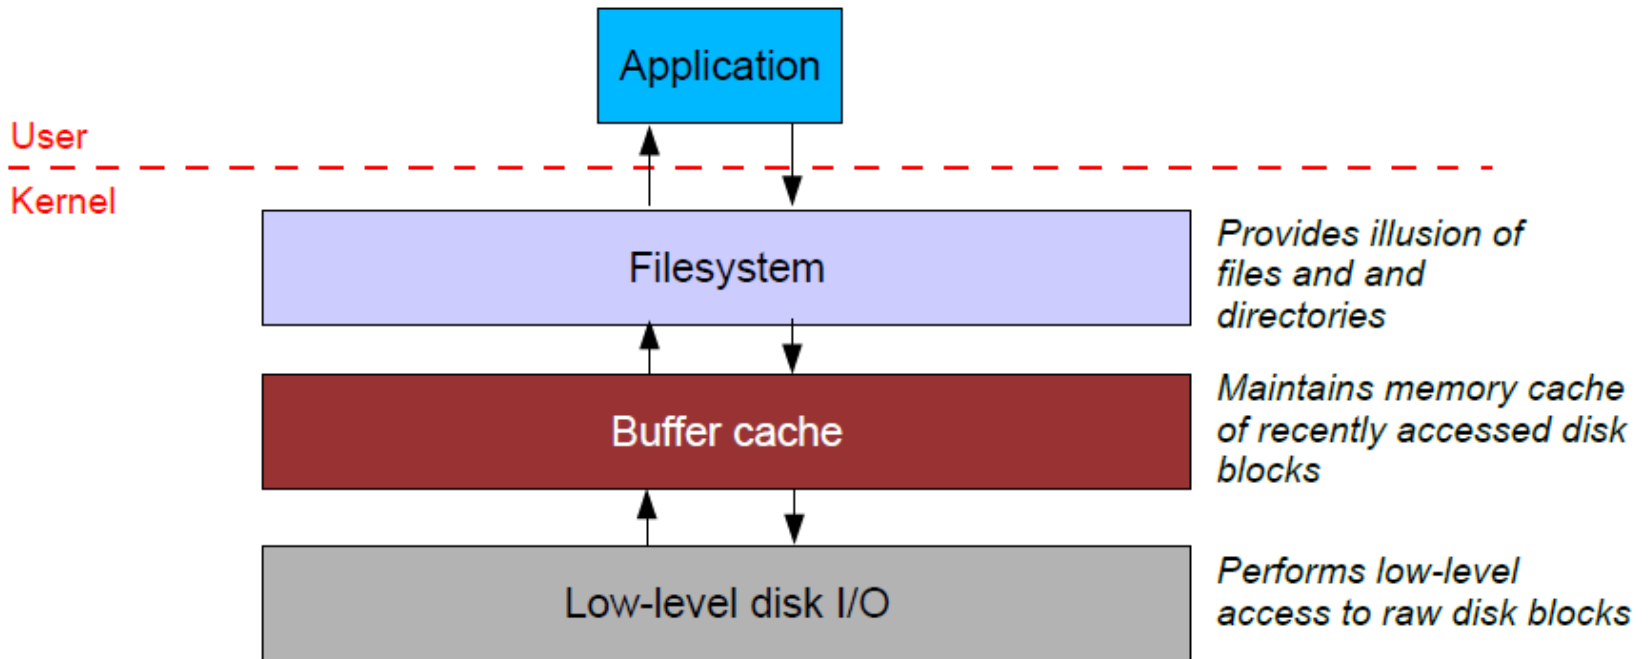 Application
User
Kernel
Filesystem
Provides illusion of
files and and
directories
Buffer cache
Maintains memory cache
of recently accessed disk
blocks
Low-level disk I/O
Performs low-level
access to raw disk blocks